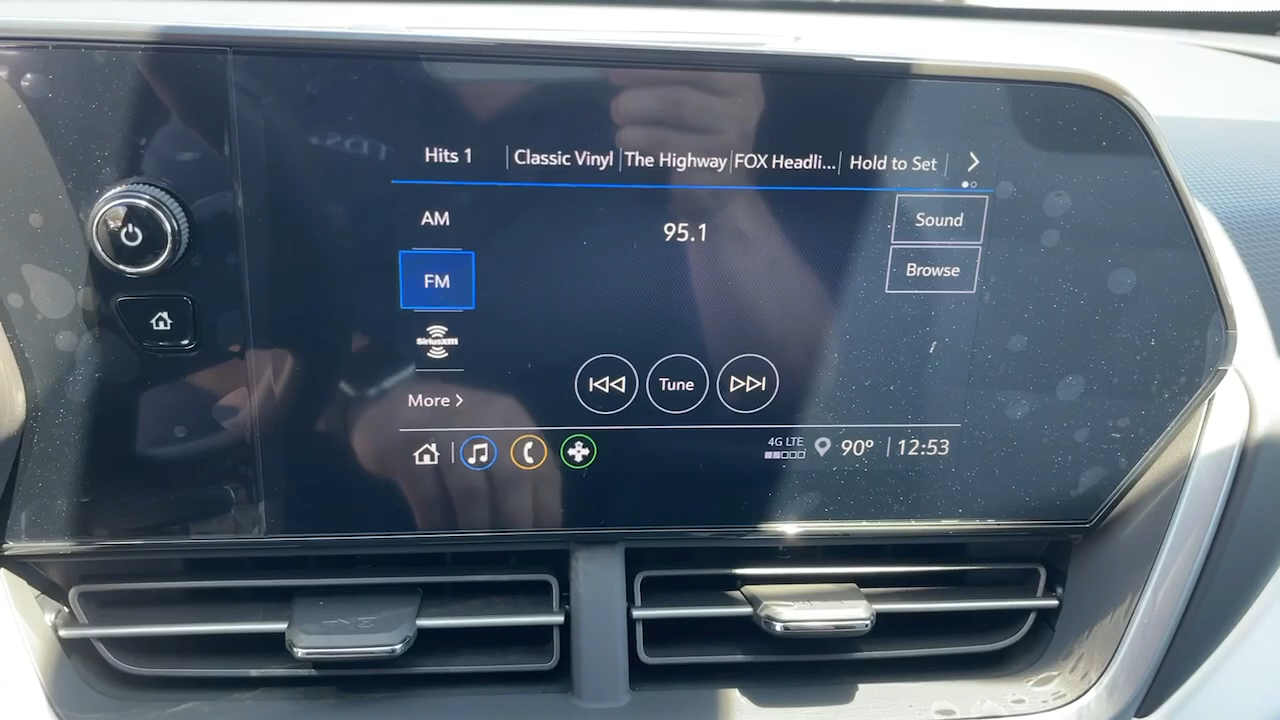 Hits 1
Classic Vinyl
The Highway
FOX Headli...
Hold to Set
AM
95.1
Sound
FM
Browse
SiriusXM
Tune
More
4G LTE
90°
12:53